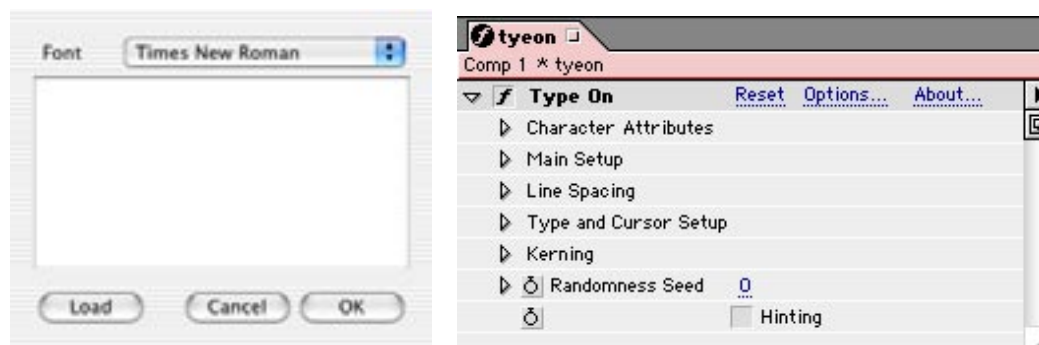 Font Times New Roman
Load Cancel OK
tyeon
Comp 1 * tyeon
f Type On Reset Options... About...
Character Attributes
Main Setup
Line Spacing
Type and Cursor Setup
Kerning
Randomness Seed 0
Hinting